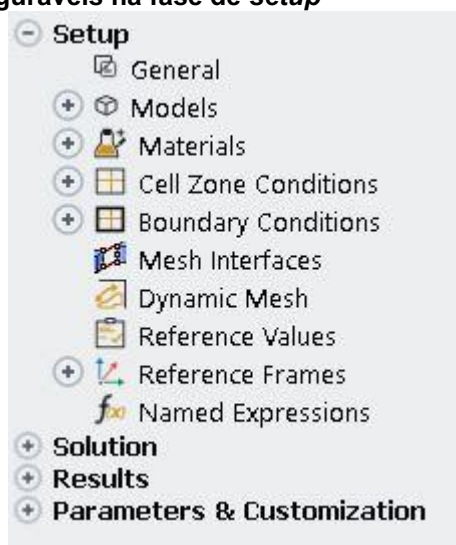 guráveis na fase de setup
Setup
General
Models
Materials
Cell Zone Conditions
Boundary Conditions
Mesh Interfaces
Dynamic Mesh
Reference Values
Reference Frames
f(x) Named Expressions
Solution
Results
Parameters & Customization